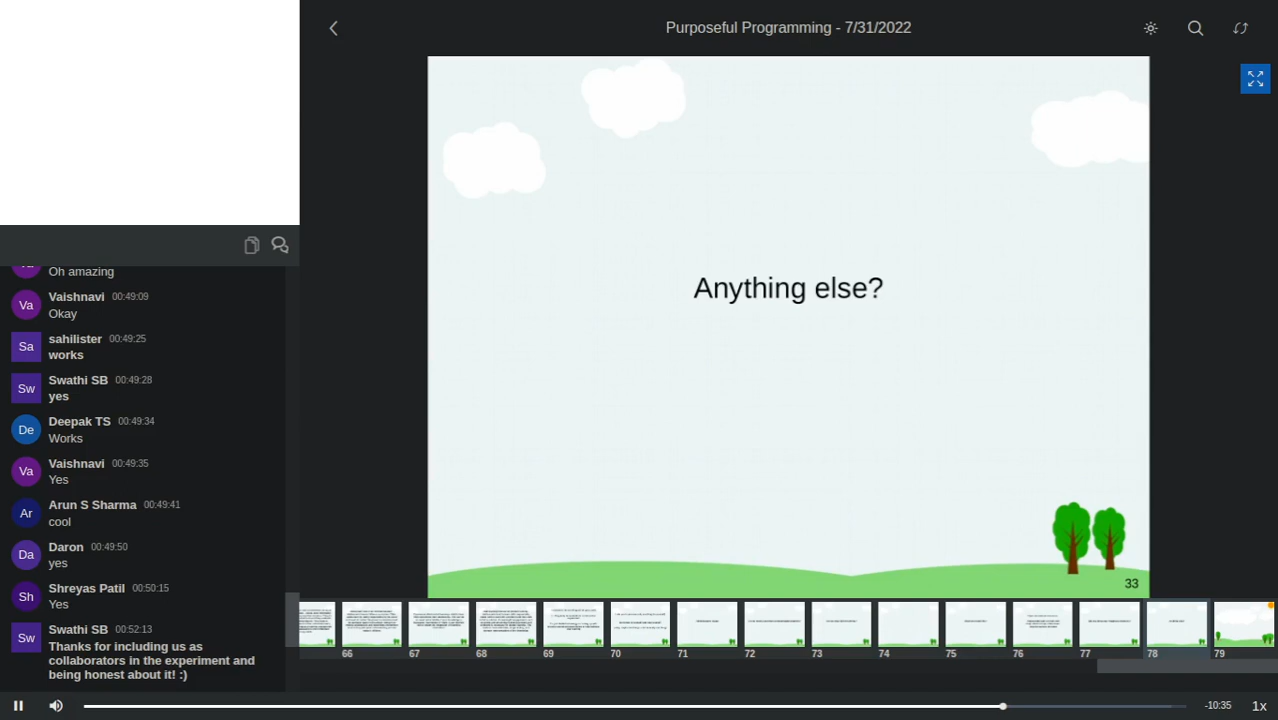 Purposeful Programming - 7/31/2022
Anything else?
33
Oh amazing
Va
Vaishnavi 00:49:09
Okay
Sa
sahilister 00:49:25
works
Sw
Swathi SB 00:49:28
yes
De
Deepak TS 00:49:34
Works
Va
Vaishnavi 00:49:35
Yes
Ar
Arun S Sharma 00:49:41
cool
Da
Daron 00:49:50
yes
Sh
Shreyas Patil 00:50:15
Yes
Sw
Swathi SB 00:52:13
Thanks for including us as
collaborators in the experiment and
being honest about it! :)
66 67 68 69 70 71 72 73 74 75 76 77 78 79
-10:35 1x